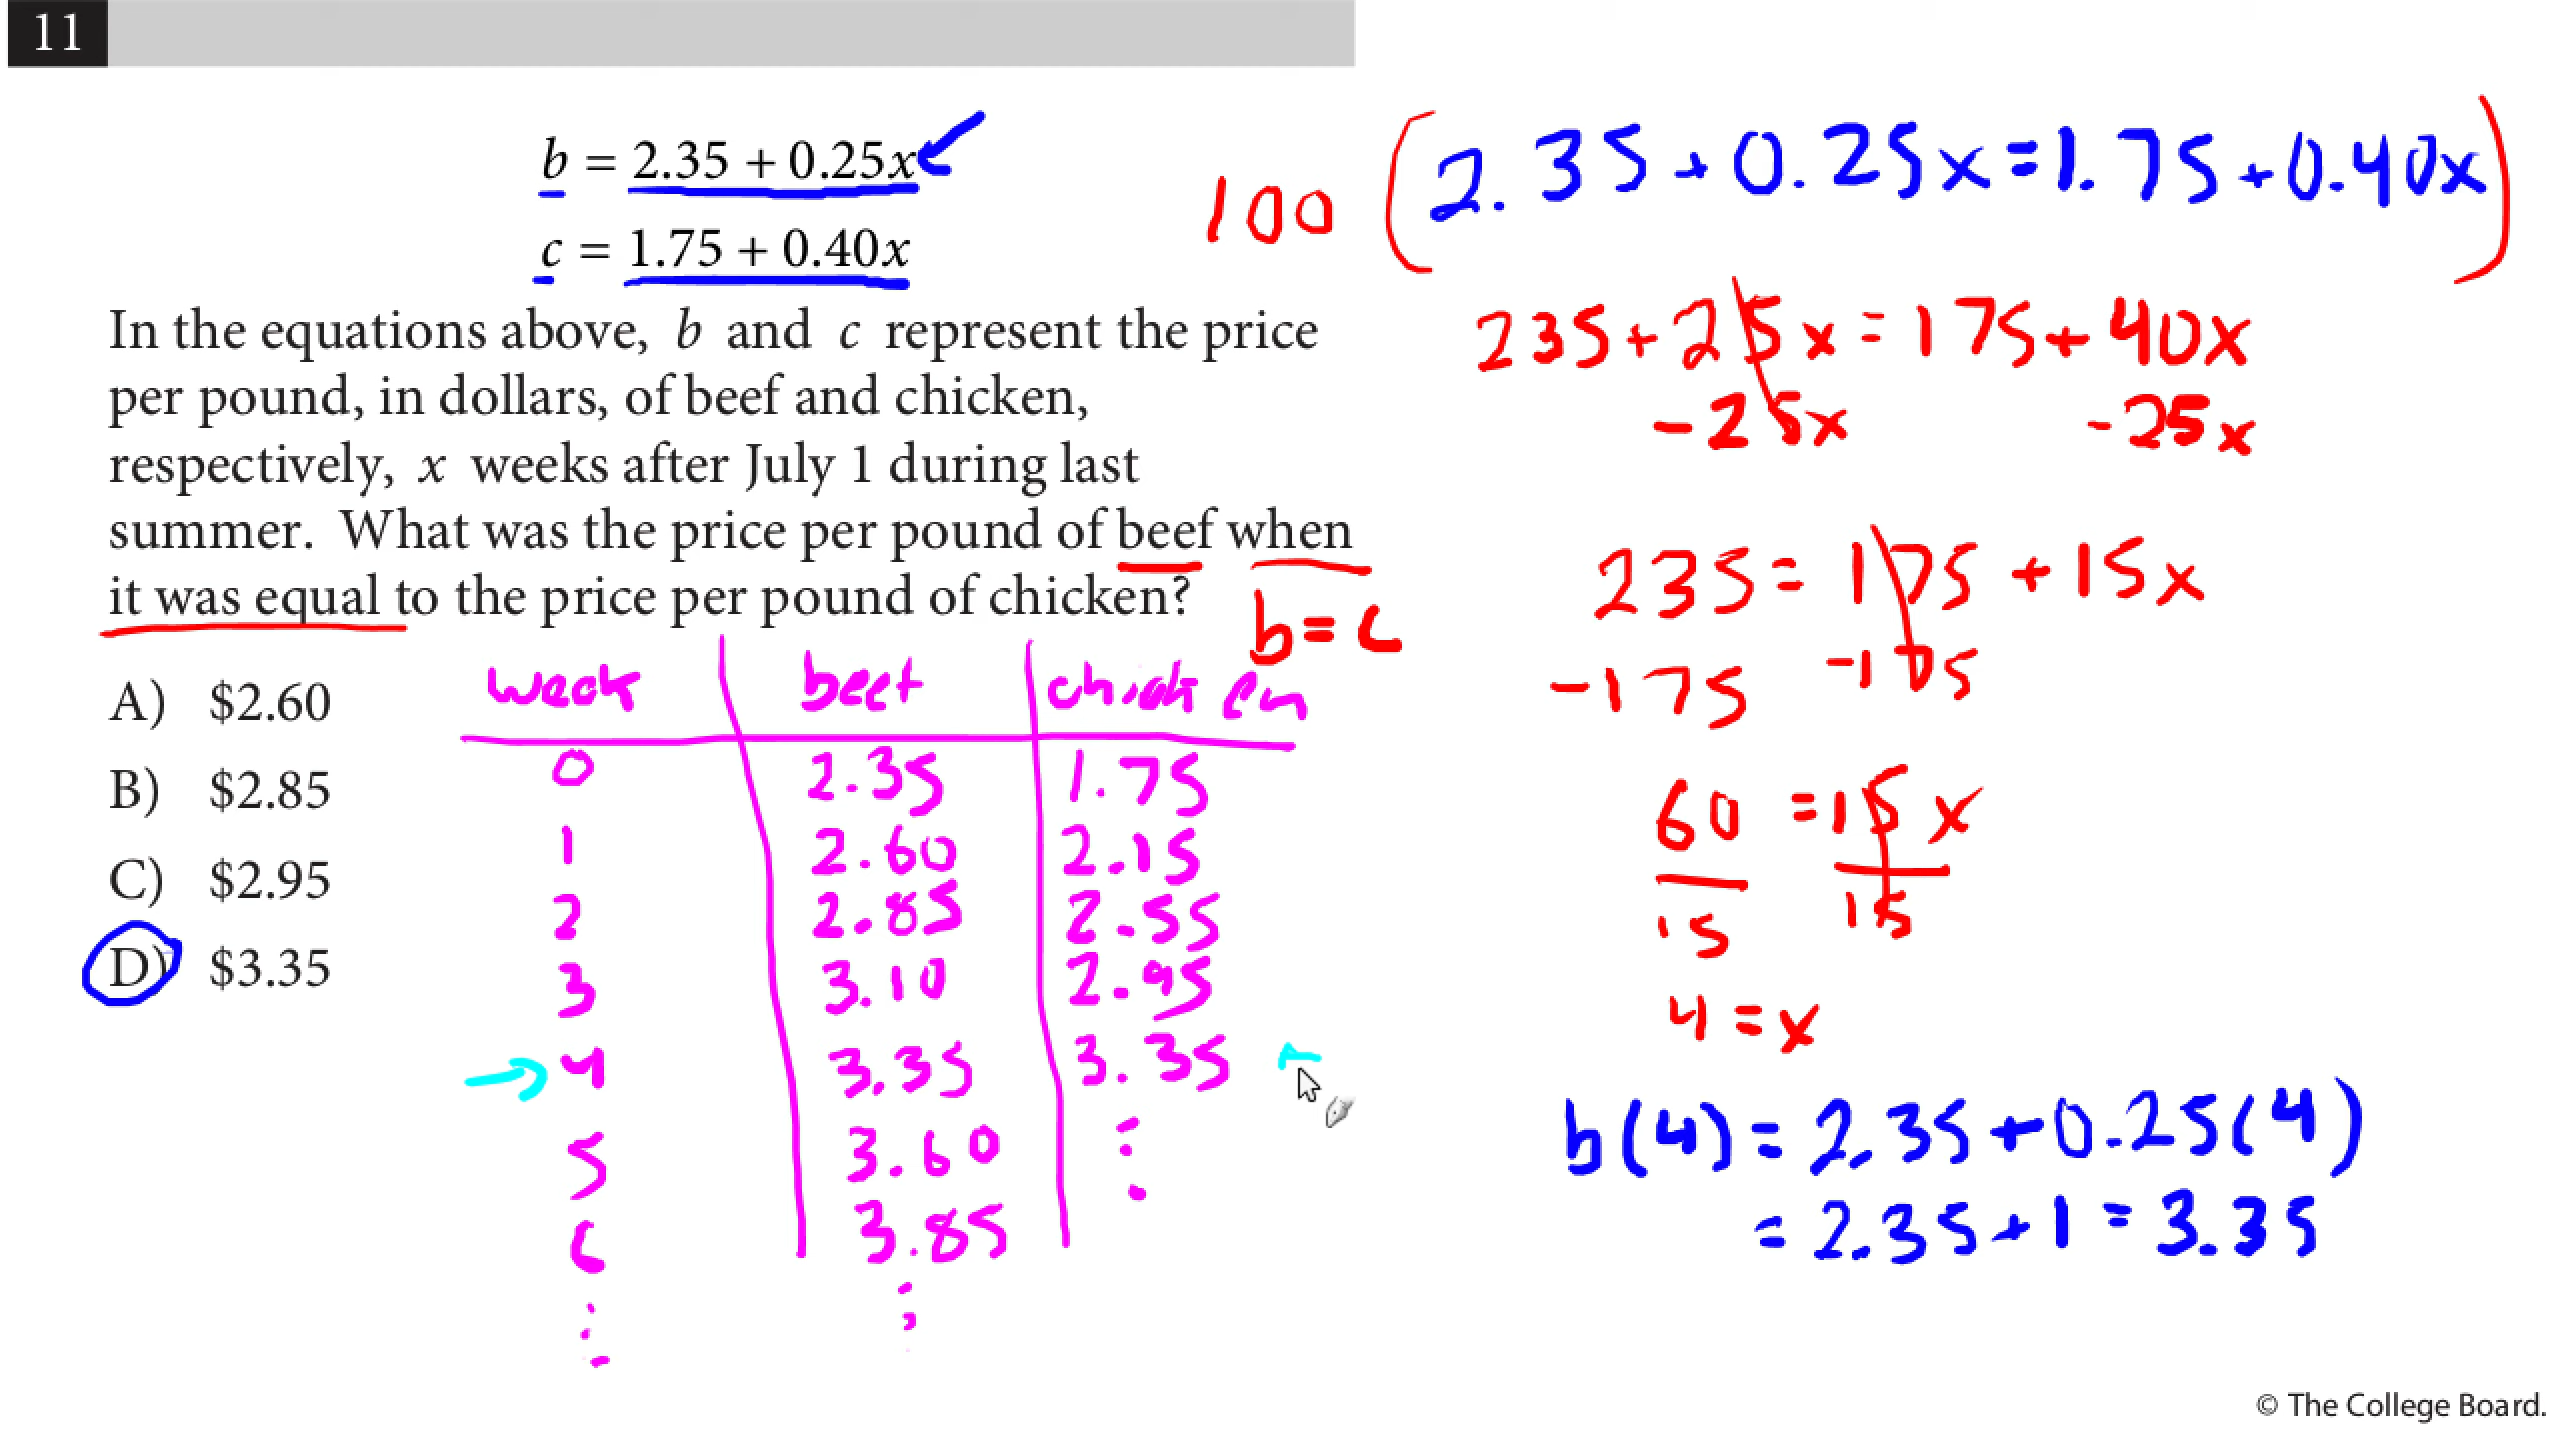 11
b = 2.35 + 0.25x
c = 1.75 + 0.40x
In the equations above, b and c represent the price
per pound, in dollars, of beef and chicken,
respectively, x weeks after July 1 during last
summer. What was the price per pound of beef when
it was equal to the price per pound of chicken?
b = c
A) $2.60
B) $2.85
C) $2.95
D) $3.35
week beef chicken
0 2.35 1.75
1 2.60 2.15
2 2.85 2.55
3 3.10 2.95
4 3.35 3.35
5 3.60 :
6 3.85
: :
100 (2.35 + 0.25x = 1.75 + 0.40x)
235 + 25x = 175 + 40x
-25x -25x
235 = 175 + 15x
-175 -175
60 = 15x
15 15
4 = x
b(4) = 2.35 + 0.25(4)
= 2.35 + 1 = 3.35
© The College Board.